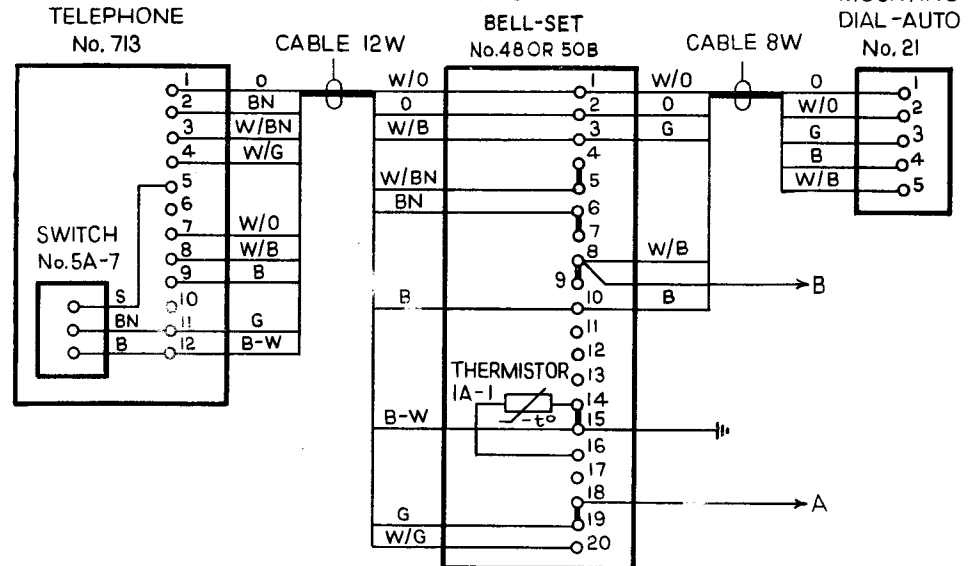 TELEPHONE
No. 713
CABLE 12W
BELL-SET
No.48 OR 50B
CABLE 8W
DIAL-AUTO
No. 21
1 O W/O 1 W/O O 1
2 BN O 2 O W/O 2
3 W/BN W/B 3 G G 3
4 W/G 4 B 4
5 W/BN 5 W/B 5
6 BN 6
7 W/O 7
SWITCH
No.5A-7
8 W/B 8 W/B
9 B 9 B
S 10 B 10 B
BN 11 G 11
B 12 B-W 12
13
THERMISTOR
1A-1
14
-t°
B-W 15
16
17
18 A
G 19
W/G 20